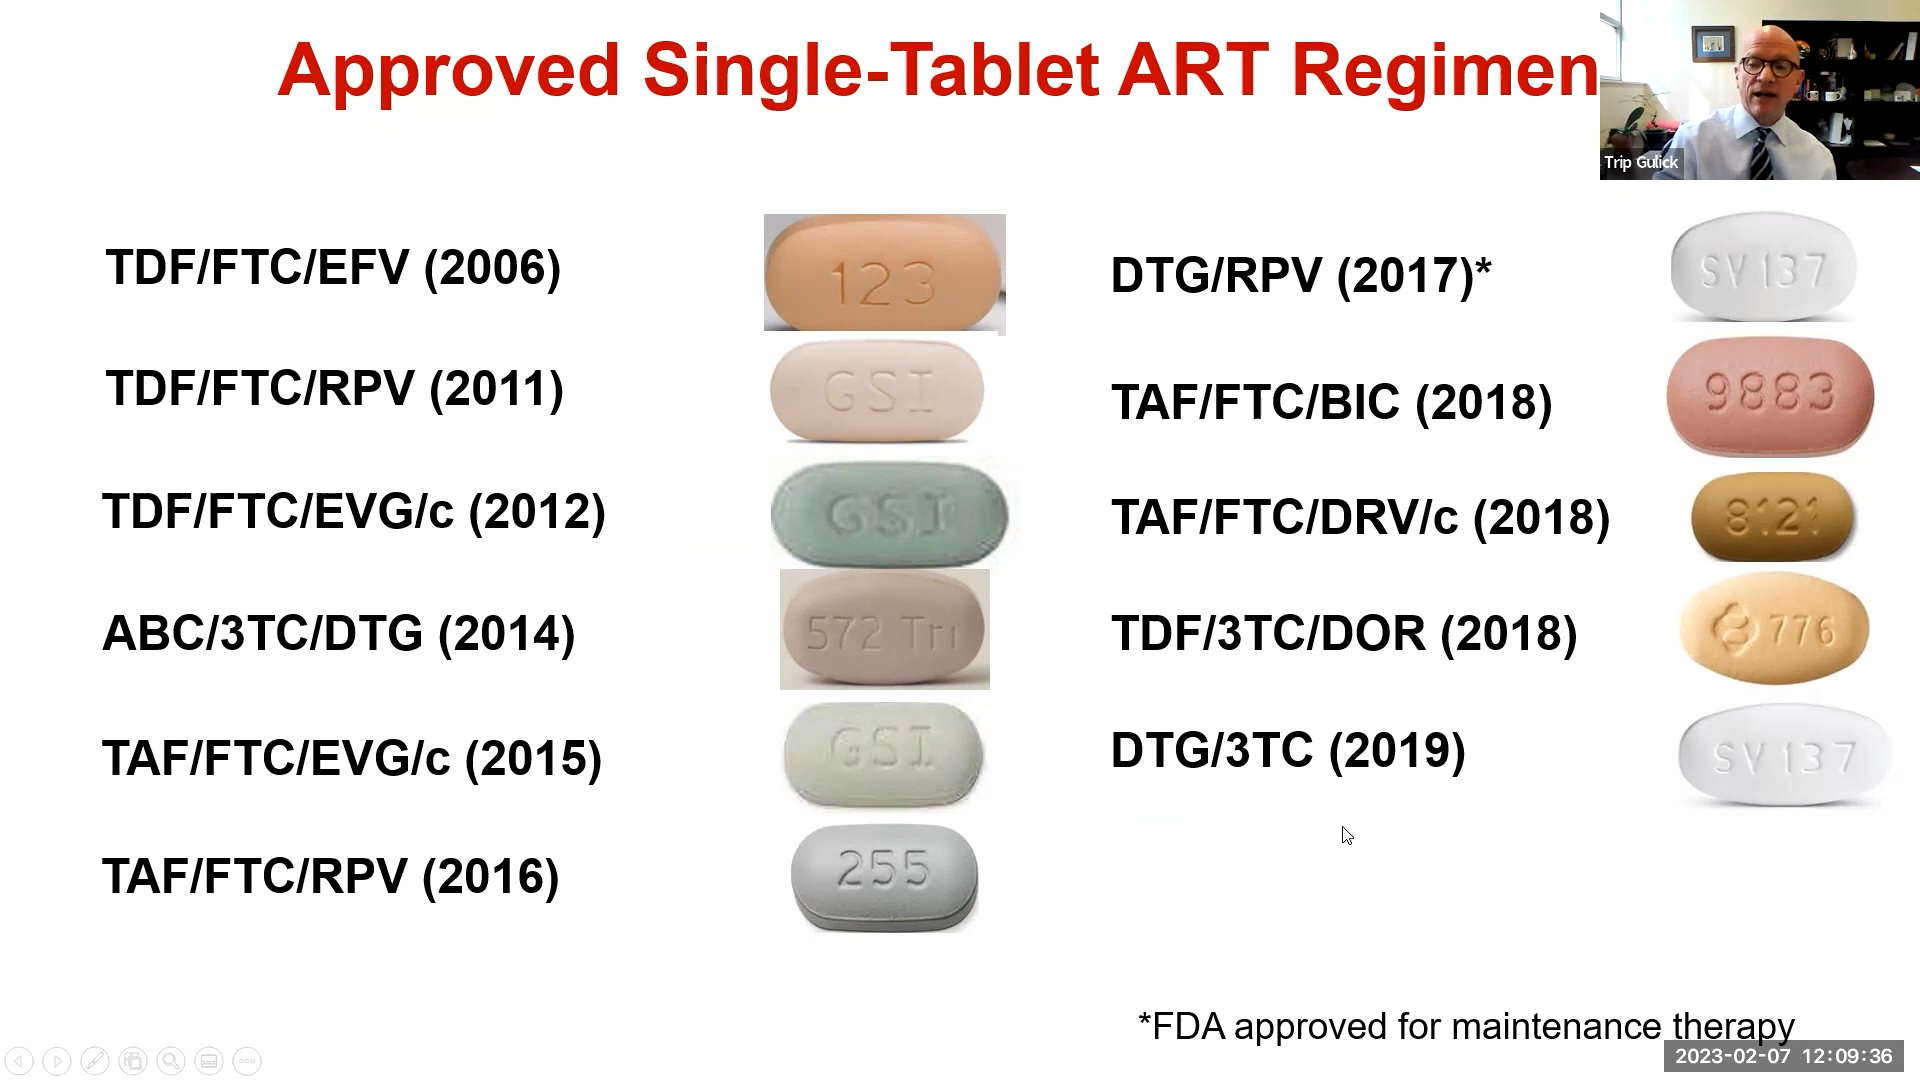 Approved Single-Tablet ART Regimen
Trip Gulick
TDF/FTC/EFV (2006)
123
TDF/FTC/RPV (2011)
GSI
TDF/FTC/EVG/c (2012)
GSI
ABC/3TC/DTG (2014)
572 Tri
TAF/FTC/EVG/c (2015)
GSI
TAF/FTC/RPV (2016)
255
DTG/RPV (2017)*
SV 137
TAF/FTC/BIC (2018)
9883
TAF/FTC/DRV/c (2018)
8121
TDF/3TC/DOR (2018)
776
DTG/3TC (2019)
SV 137
*FDA approved for maintenance therapy
2023-02-07 12:09:36